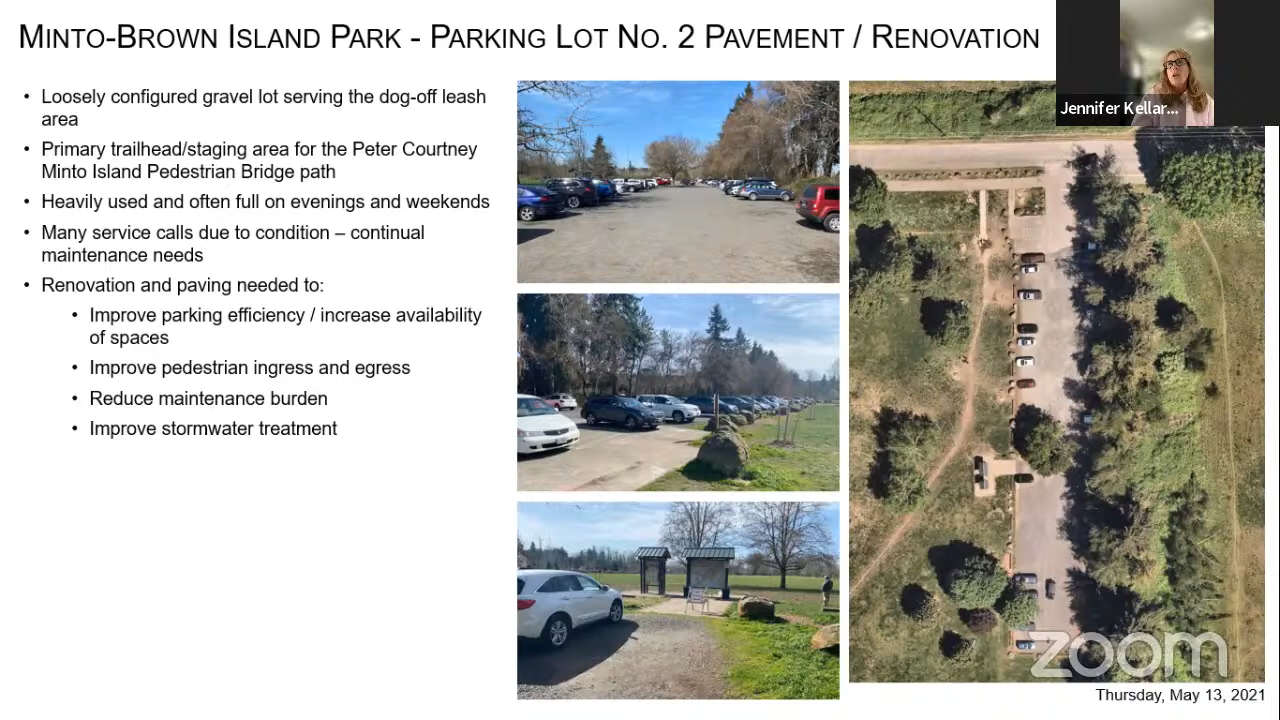 MINTO-BROWN ISLAND PARK - PARKING LOT NO. 2 PAVEMENT / RENOVATION
Jennifer Kellar...
• Loosely configured gravel lot serving the dog-off leash
area
• Primary trailhead/staging area for the Peter Courtney
Minto Island Pedestrian Bridge path
• Heavily used and often full on evenings and weekends
• Many service calls due to condition – continual
maintenance needs
• Renovation and paving needed to:
• Improve parking efficiency / increase availability
of spaces
• Improve pedestrian ingress and egress
• Reduce maintenance burden
• Improve stormwater treatment
zoom
Thursday, May 13, 2021